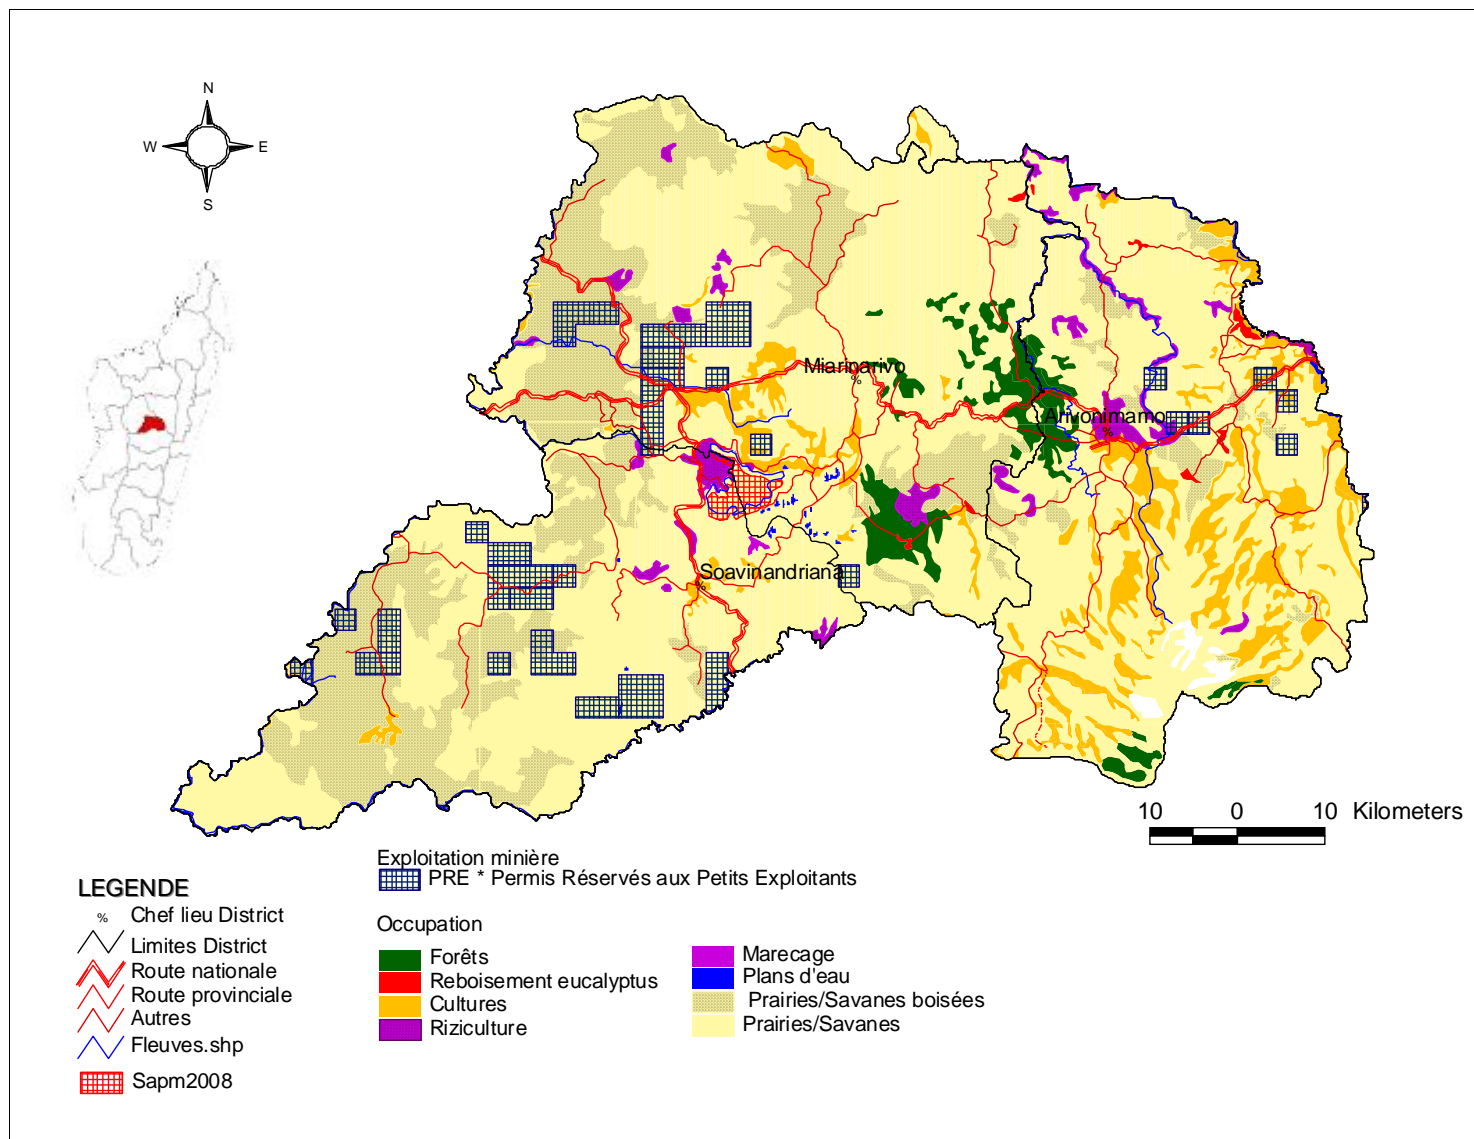 N
W E
S
Miarinarivo
%
Arivonimamo
%
Soavinandriana
%
10 0 10 Kilometers
LEGENDE
% Chef lieu District
Limites District
Route nationale
Route provinciale
Autres
Fleuves.shp
Sapm2008
Exploitation minière
PRE * Permis Réservés aux Petits Exploitants
Occupation
Forêts
Reboisement eucalyptus
Cultures
Riziculture
Marecage
Plans d'eau
Prairies/Savanes boisées
Prairies/Savanes